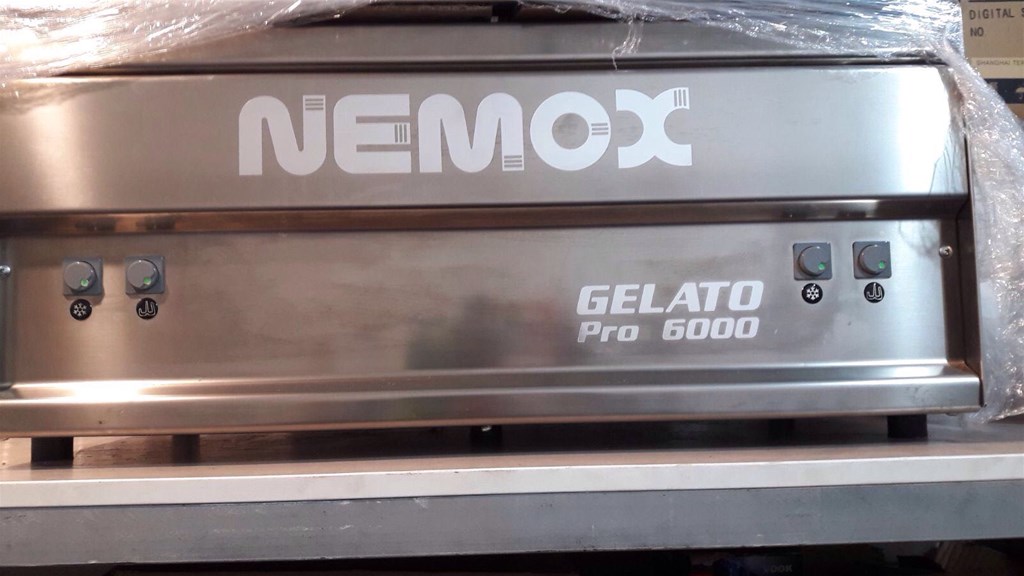 DIGITAL S
NO
NEMOX
GELATO
Pro 6000